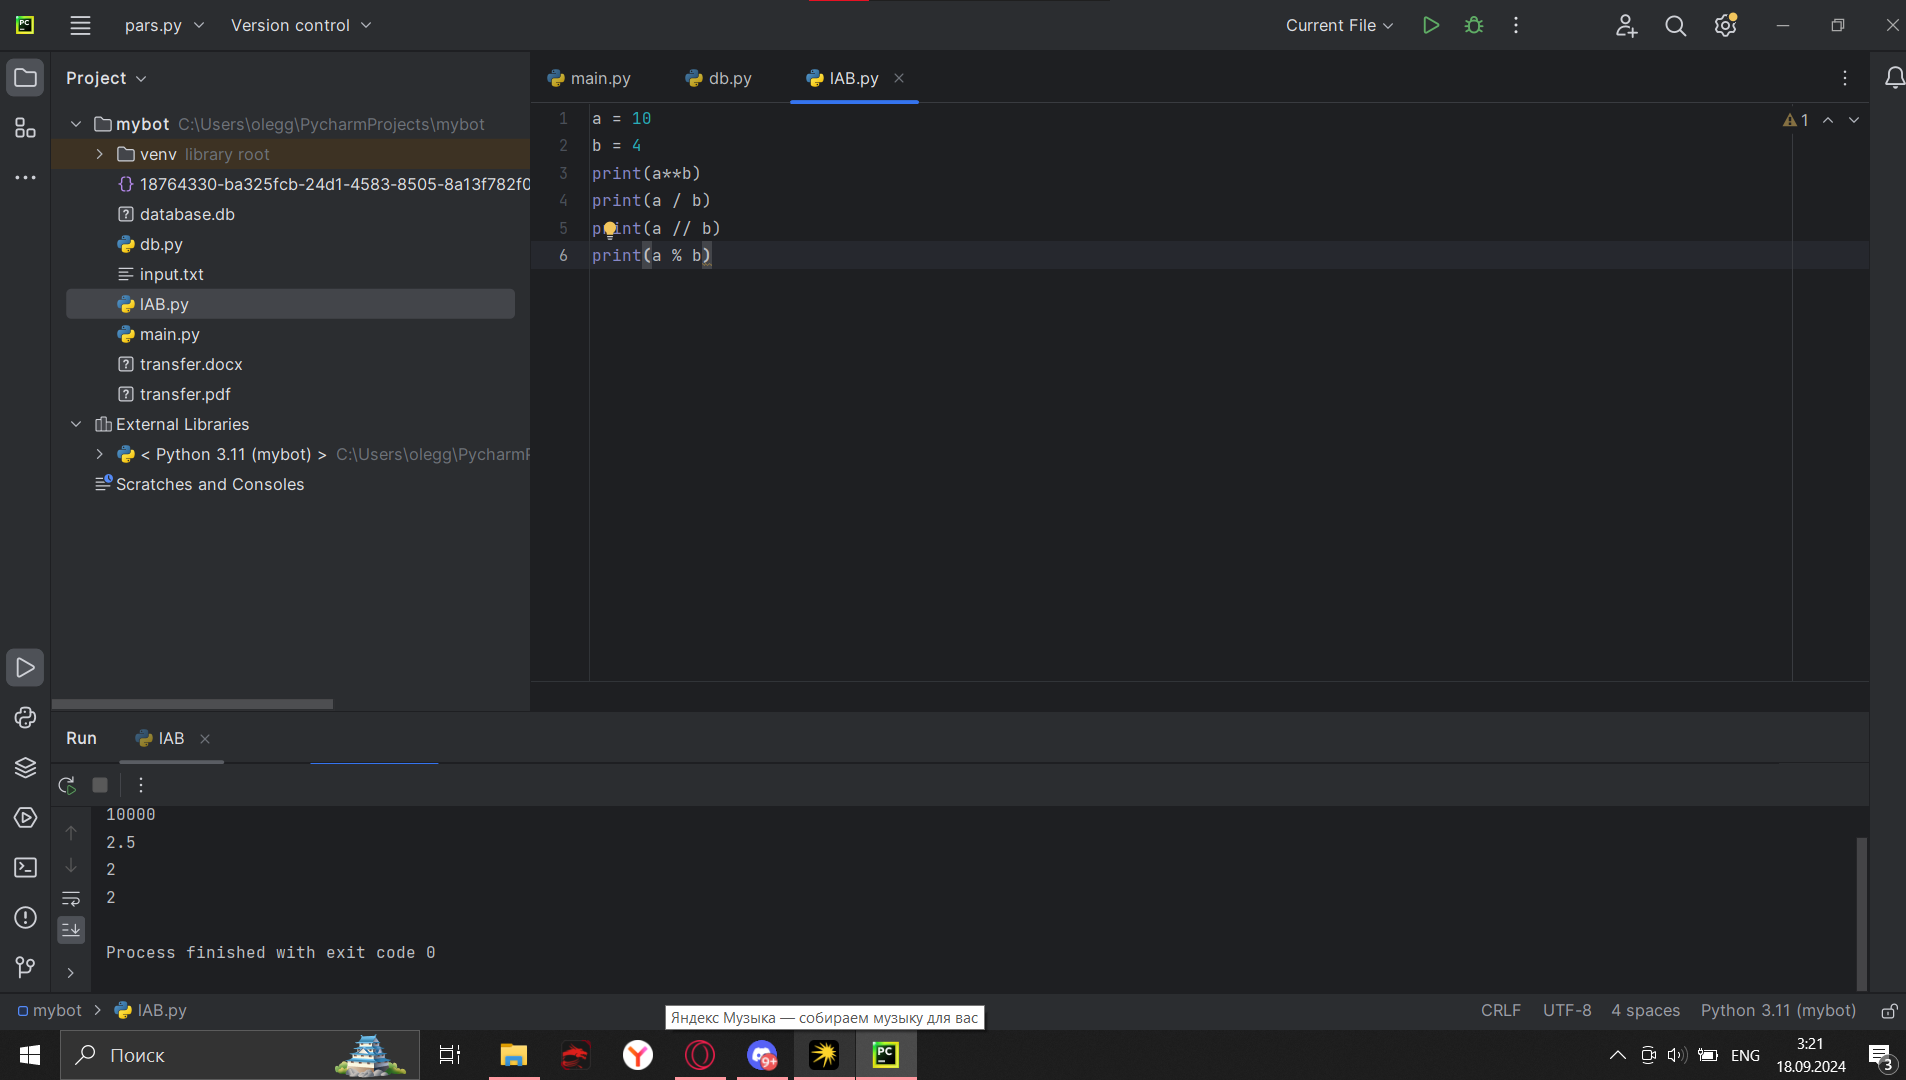 pars.py
Version control
Current File
Project
main.py
db.py
IAB.py
mybot C:\Users\olegg\PycharmProjects\mybot
venv library root
18764330-ba325fcb-24d1-4583-8505-8a13f782f0
database.db
db.py
input.txt
IAB.py
main.py
transfer.docx
transfer.pdf
External Libraries
< Python 3.11 (mybot) > C:\Users\olegg\PycharmP
Scratches and Consoles
1 a = 10
2 b = 4
3 print(a**b)
4 print(a / b)
5 print(a // b)
6 print(a % b)
1
Run
IAB
10000
2.5
2
2
Process finished with exit code 0
mybot > IAB.py
CRLF
UTF-8
4 spaces
Python 3.11 (mybot)
Яндекс Музыка — собираем музыку для вас
Поиск
9+
PC
ENG
3:21
18.09.2024
3